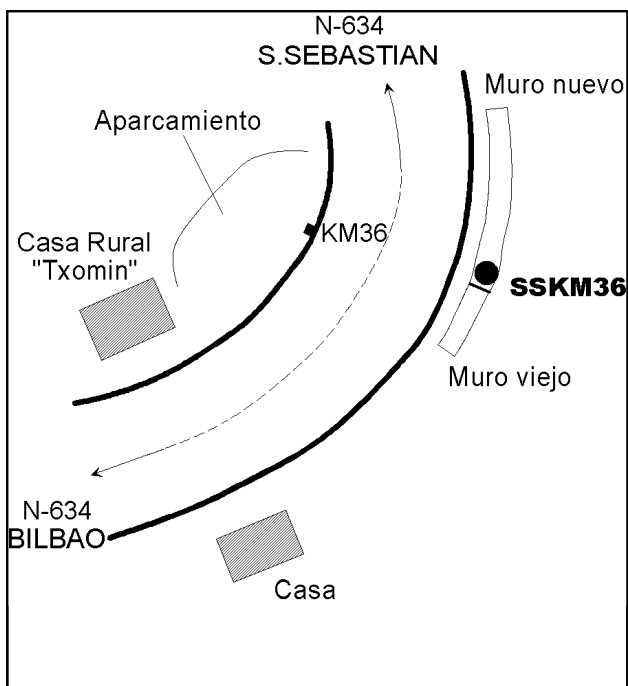 N-634
S.SEBASTIAN
Muro nuevo
Aparcamiento
KM36
Casa Rural
"Txomin"
SSKM36
Muro viejo
N-634
BILBAO
Casa